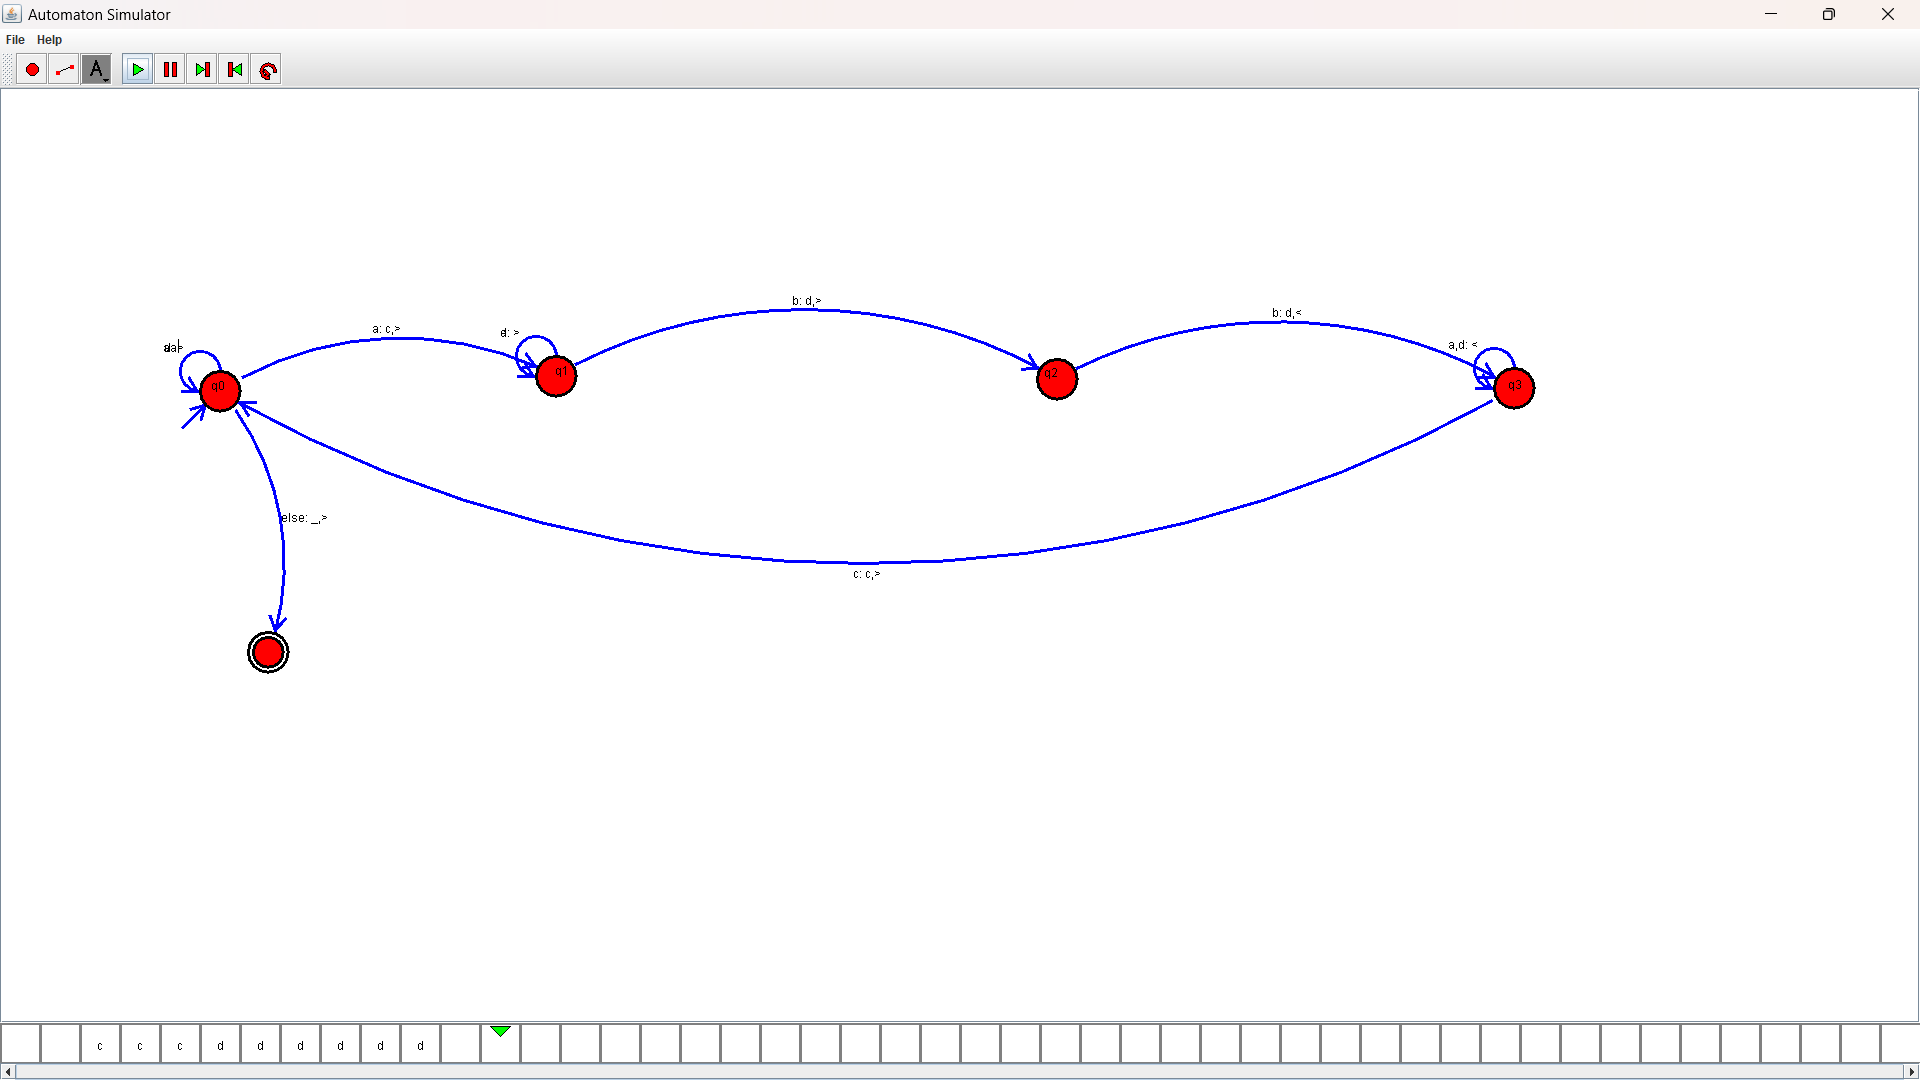 Automaton Simulator
File Help
A
b: d,>
b: d,<
a: c,>
d: >
a,d: <
q0
q1
q2
q3
else: _,>
c: c,>
c c c d d d d d d